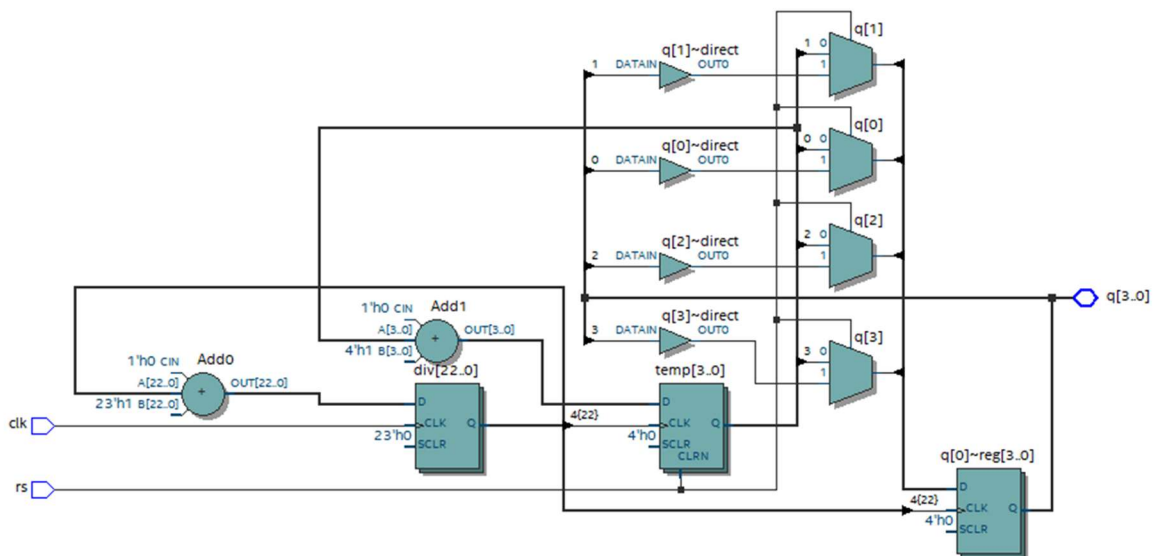 q[1]
q[1]~direct
1 0
1 DATAIN OUT0 1
q[0]
q[0]~direct
0 0
0 DATAIN OUT0 1
q[2]
q[2]~direct
2 0
2 DATAIN OUT0 1
q[3..0]
q[3]
q[3]~direct
3 DATAIN OUT0
3 0
1
1'h0 CIN Add1
A[3..0] OUT[3..0]
4'h1 B[3..0]
1'h0 CIN Add0
A[22..0] OUT[22..0]
23'h1 B[22..0]
div[22..0]
D
clk CLK Q
23'h0 SCLR
temp[3..0]
D
4{22} CLK Q
4'h0 SCLR
CLRN
rs
q[0]~reg[3..0]
D
4{22} CLK Q
4'h0 SCLR